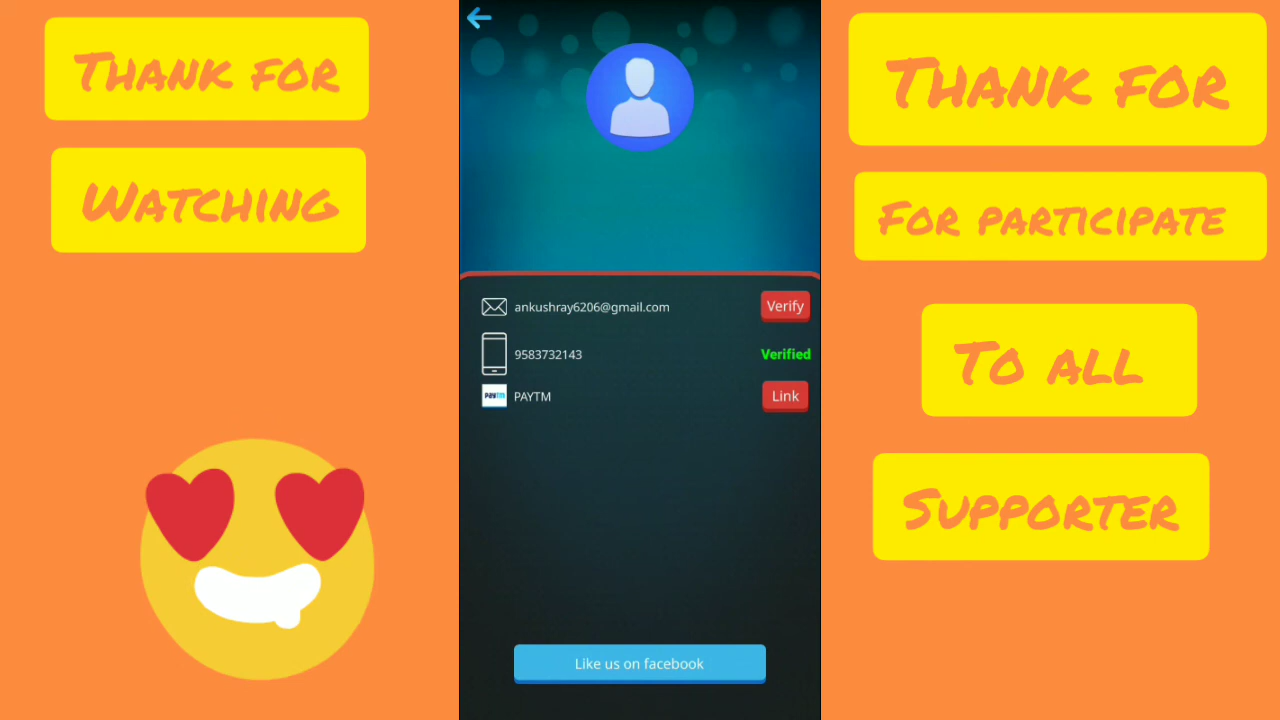 Thank for
Watching
ankushray6206@gmail.com
Verify
9583732143
Verified
paytm
PAYTM
Link
Like us on facebook
Thank for
For participate
To all
Supporter